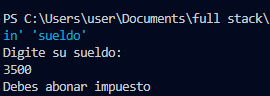 PS C:\Users\user\Documents\full stack\
in' 'sueldo'
Digite su sueldo:
3500
Debes abonar impuesto